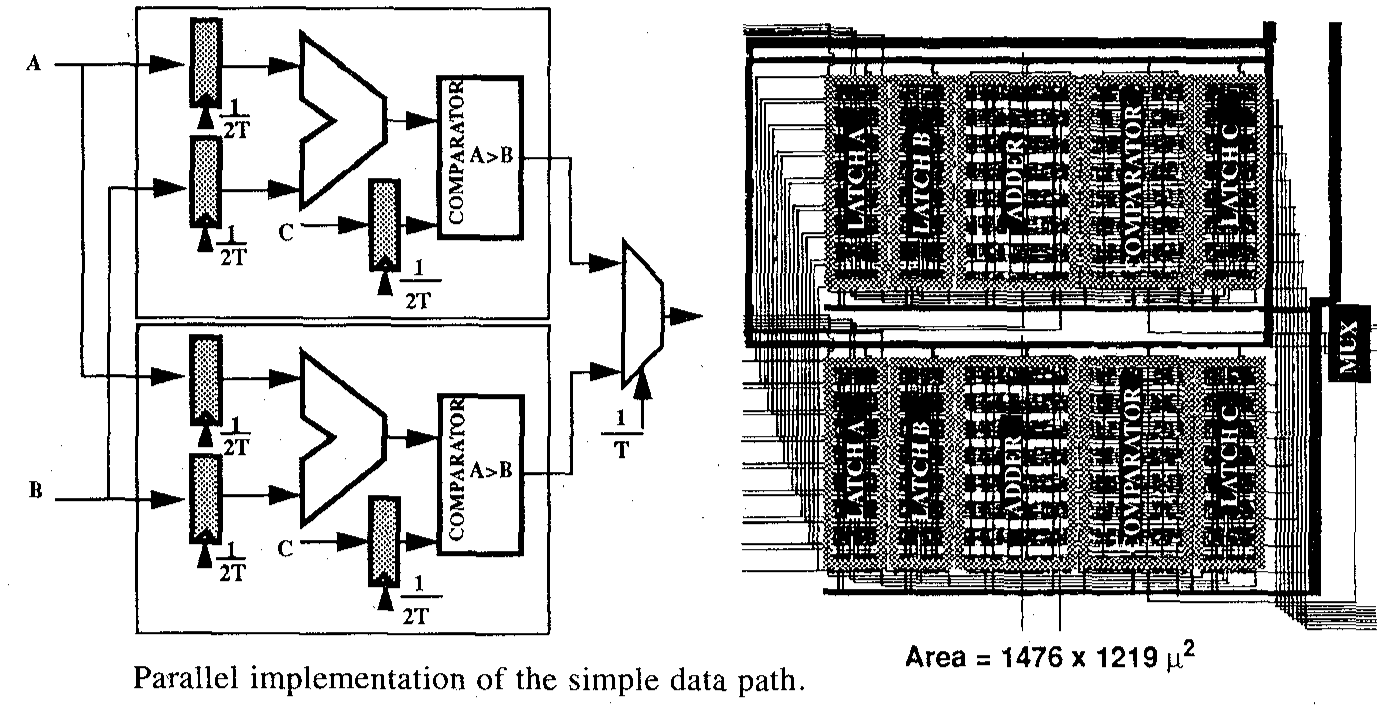 A
1
2T
COMPARATOR
A>B
1
2T
C
1
2T
1
2T
COMPARATOR
A>B
1
T
B
1
2T
C
1
2T
LATCH A
LATCH B
ADDER
COMPARATOR
LATCH C
MUX
LATCH A
LATCH B
ADDER
COMPARATOR
LATCH C
Area = 1476 x 1219 μ²
Parallel implementation of the simple data path.